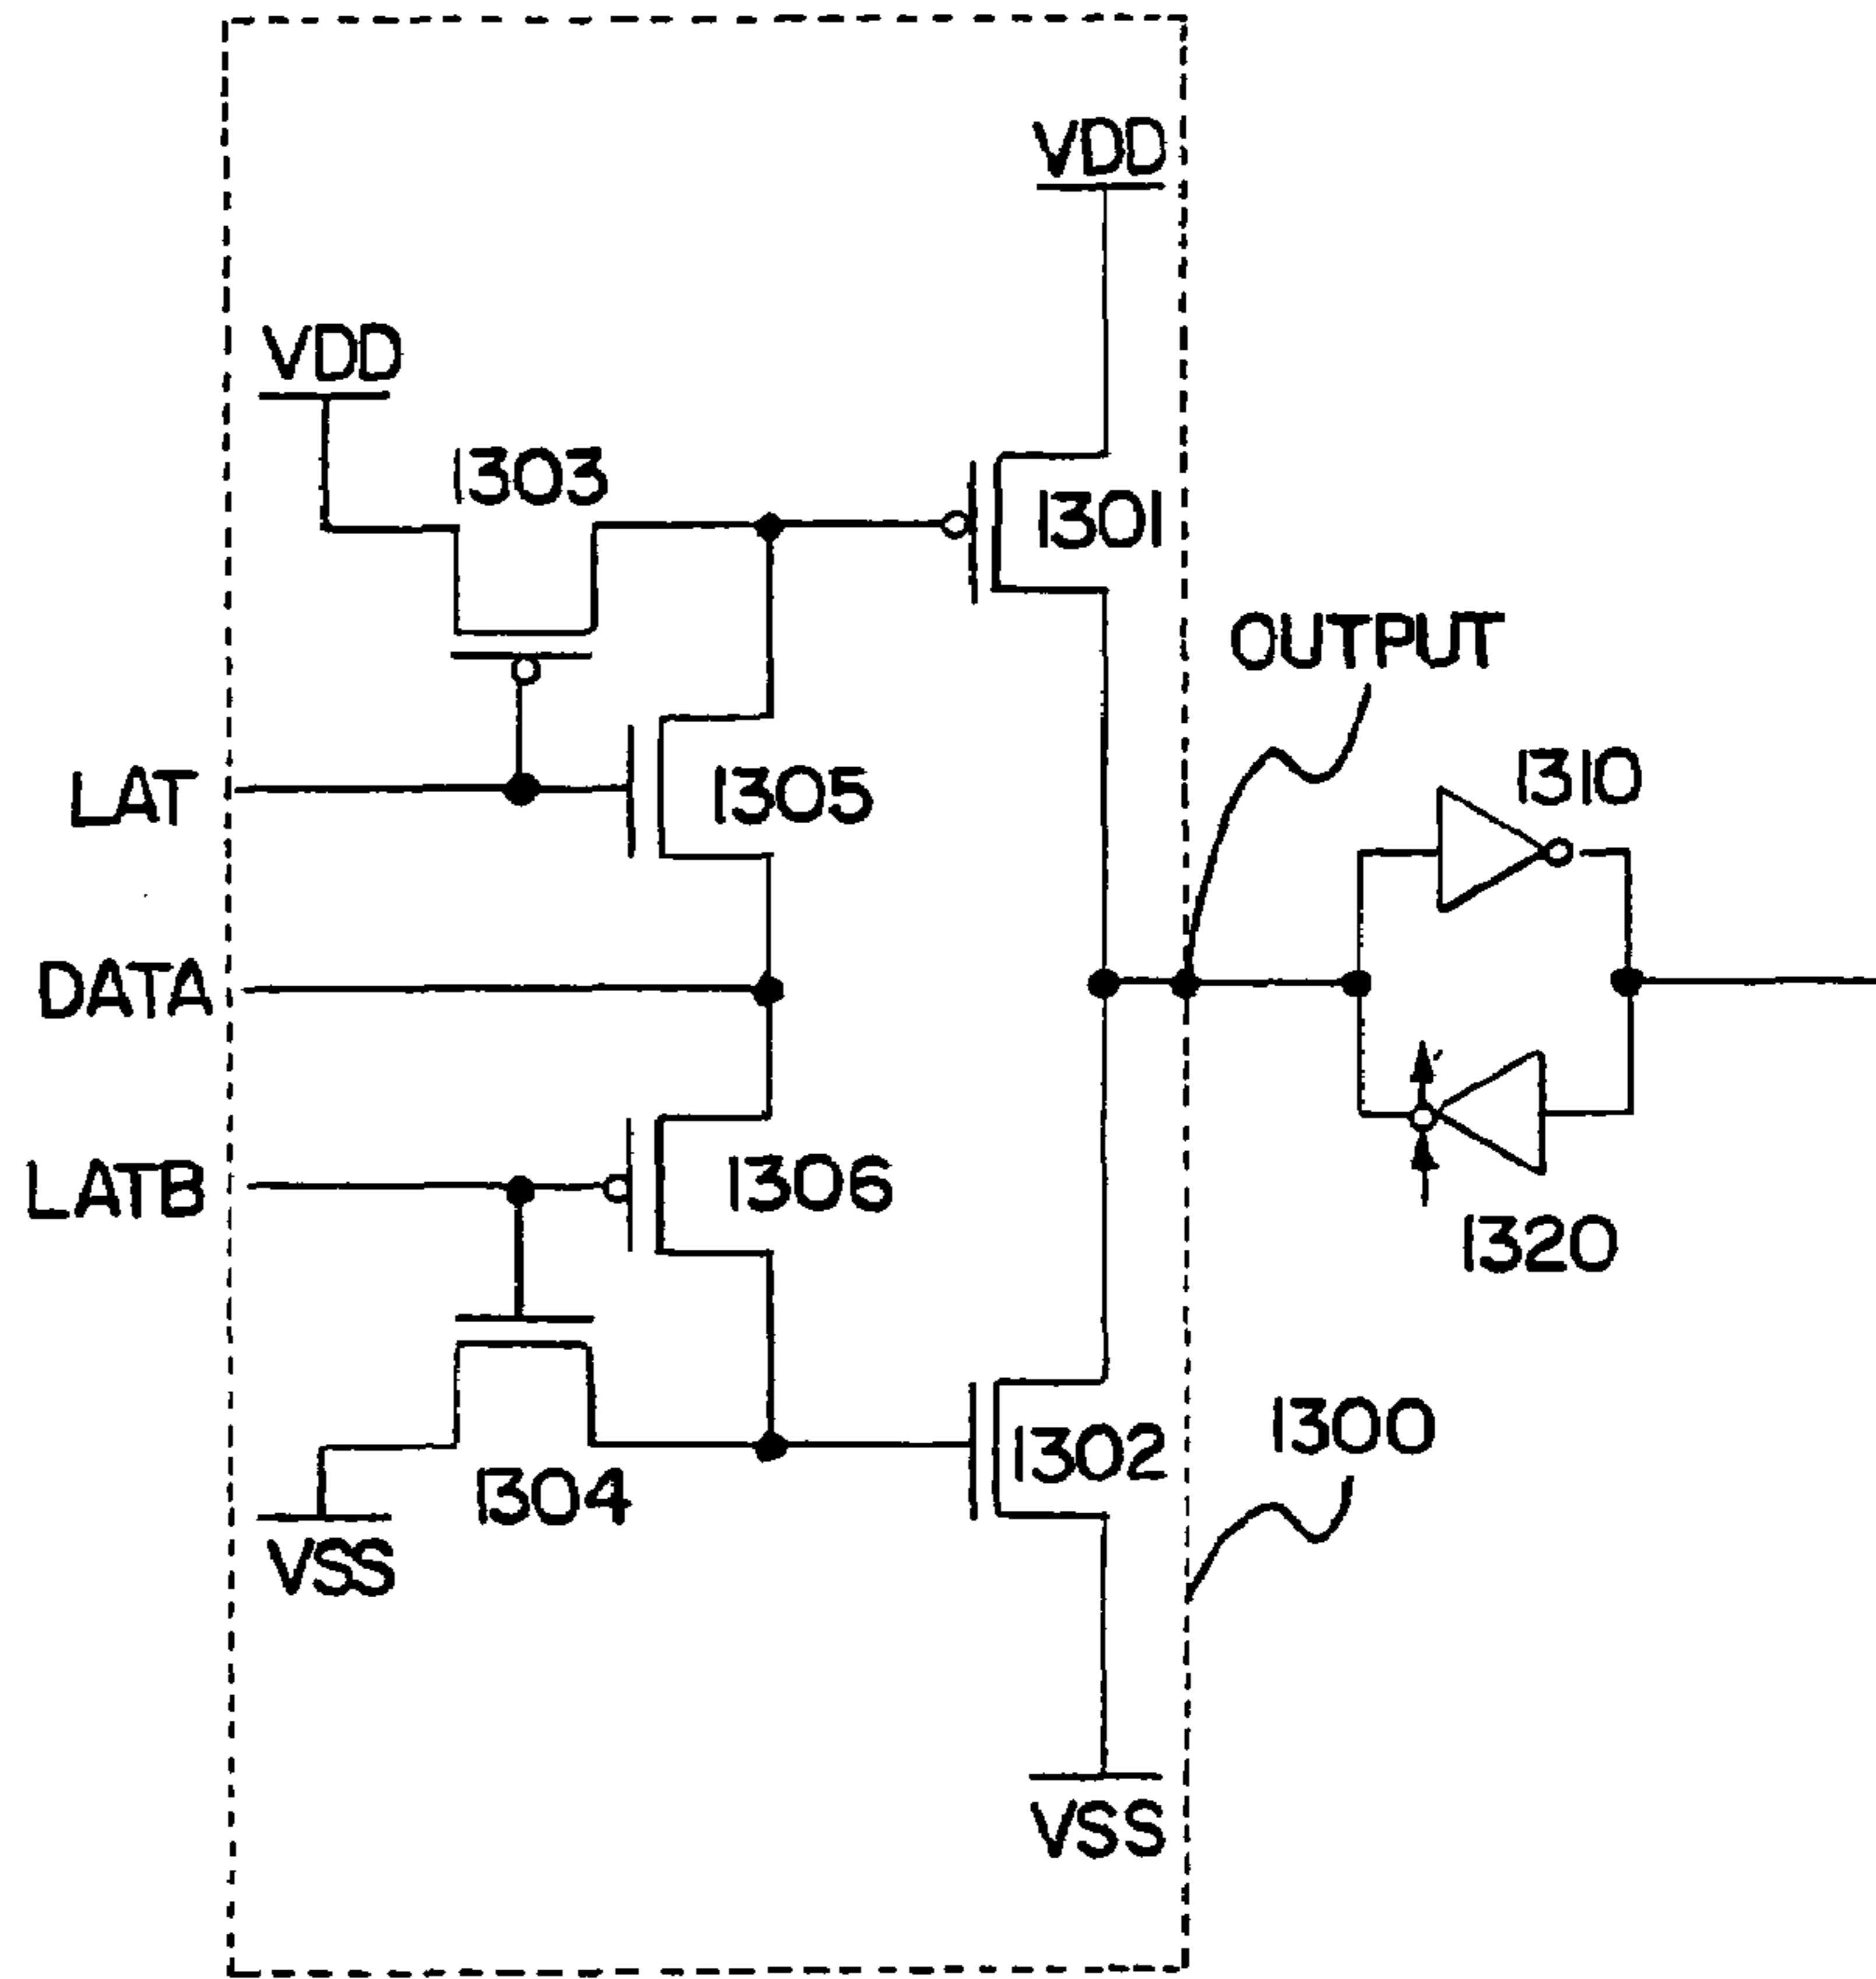 VDD
VDD
1303
1301
OUTPUT
LAT
1305
1310
DATA
LATB
1306
1320
1304
1302
1300
VSS
VSS